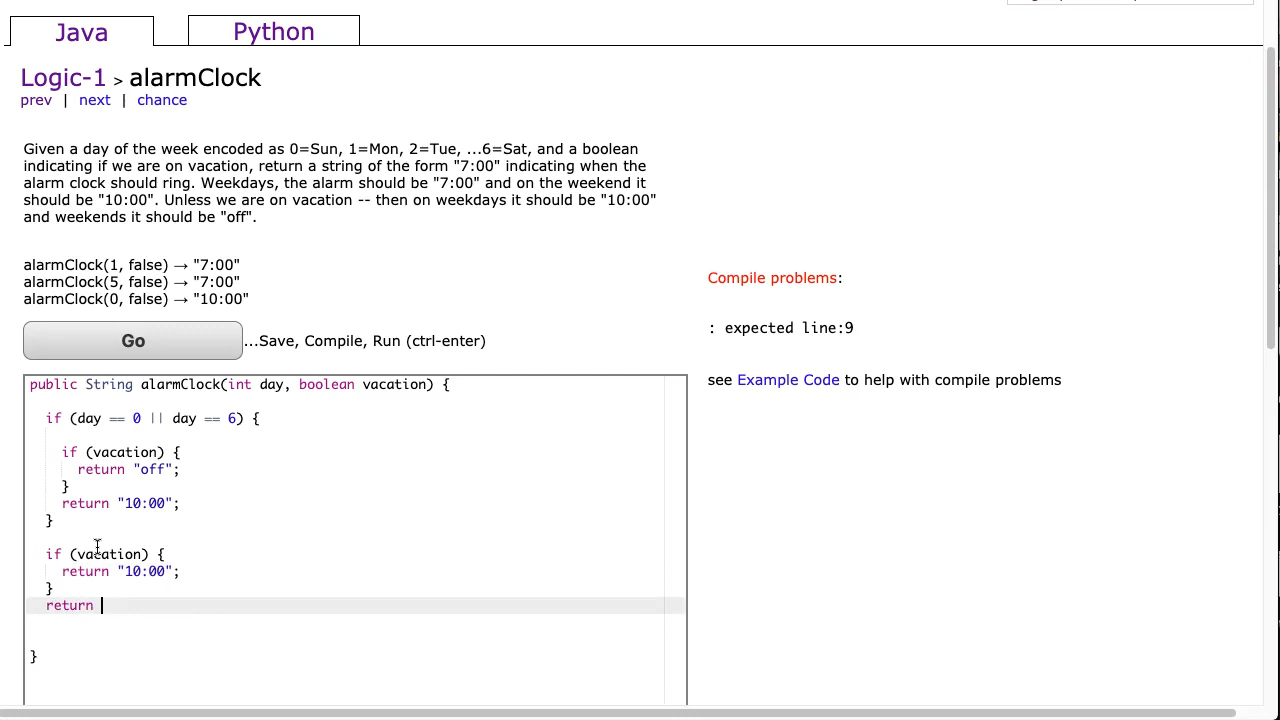 Java Python
Logic-1 > alarmClock
prev | next | chance
Given a day of the week encoded as 0=Sun, 1=Mon, 2=Tue, ...6=Sat, and a boolean
indicating if we are on vacation, return a string of the form "7:00" indicating when the
alarm clock should ring. Weekdays, the alarm should be "7:00" and on the weekend it
should be "10:00". Unless we are on vacation -- then on weekdays it should be "10:00"
and weekends it should be "off".
alarmClock(1, false) → "7:00"
alarmClock(5, false) → "7:00"
alarmClock(0, false) → "10:00"
Go ...Save, Compile, Run (ctrl-enter)
public String alarmClock(int day, boolean vacation) {
if (day == 0 || day == 6) {
if (vacation) {
return "off";
}
return "10:00";
}
if (vacation) {
return "10:00";
}
return
}
Compile problems:
: expected line:9
see Example Code to help with compile problems